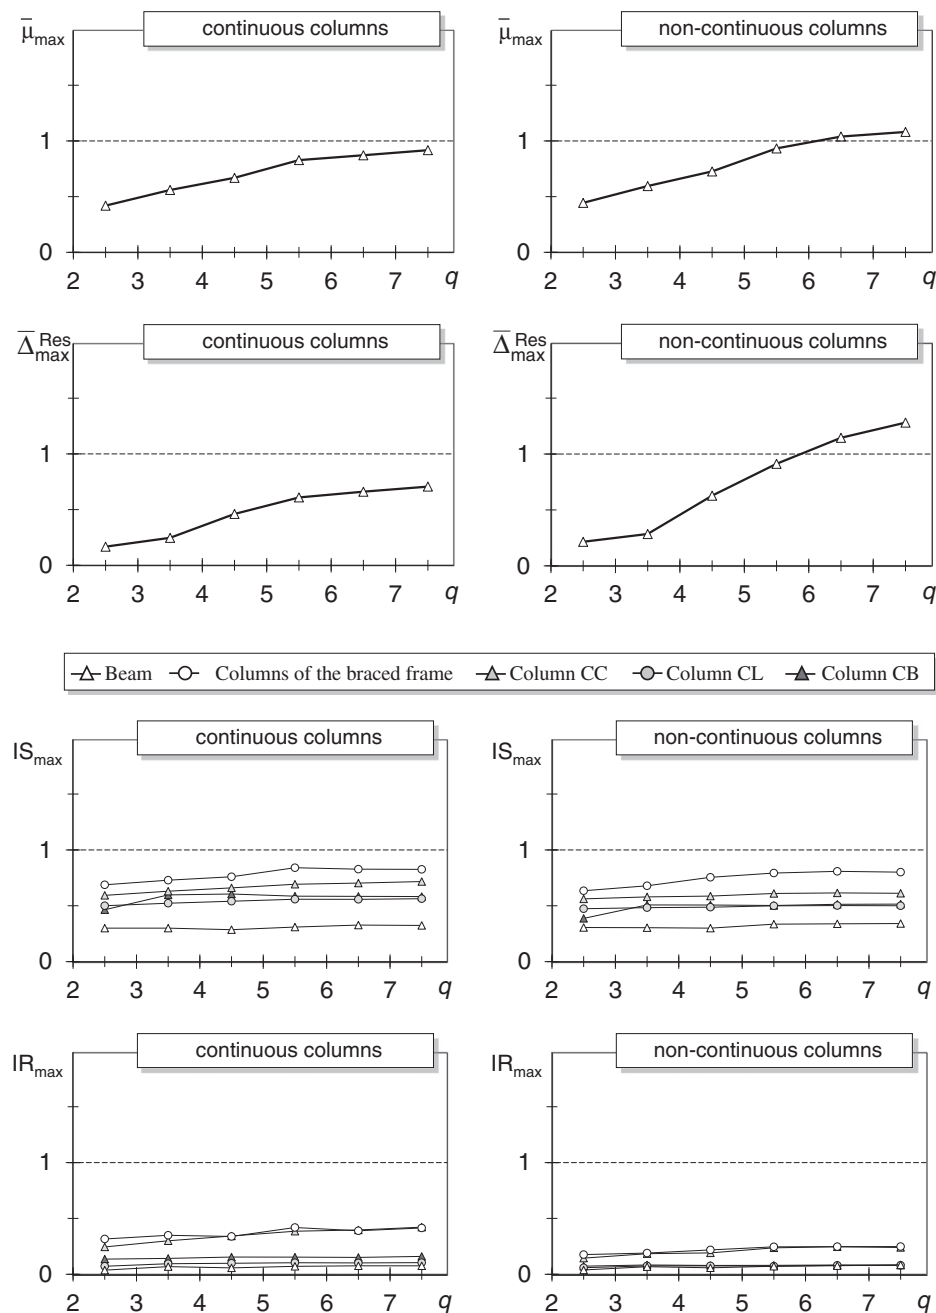 μ̄max continuous columns
1
0
2 3 4 5 6 7 q
μ̄max non-continuous columns
1
0
2 3 4 5 6 7 q
Δ̄Res max continuous columns
1
0
2 3 4 5 6 7 q
Δ̄Res max non-continuous columns
1
0
2 3 4 5 6 7 q
Beam Columns of the braced frame Column CC Column CL Column CB
ISmax continuous columns
1
0
2 3 4 5 6 7 q
ISmax non-continuous columns
1
0
2 3 4 5 6 7 q
IRmax continuous columns
1
0
2 3 4 5 6 7 q
IRmax non-continuous columns
1
0
2 3 4 5 6 7 q